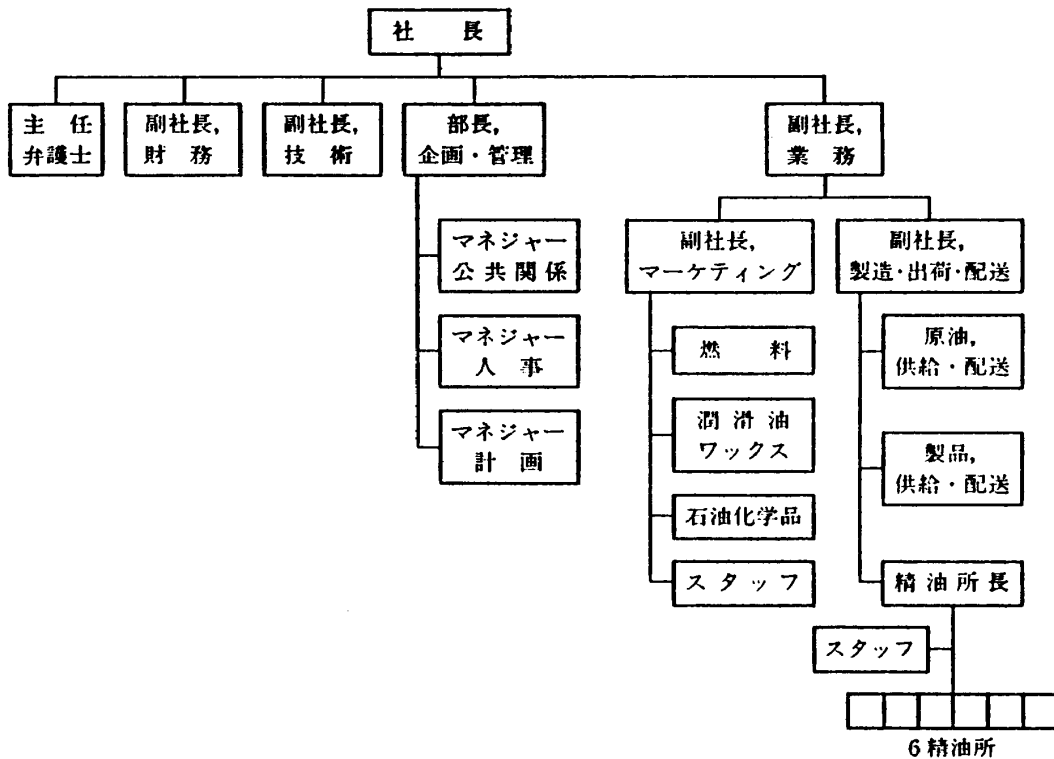 社長
主任
弁護士
副社長,
財務
副社長,
技術
部長,
企画・管理
副社長,
業務
マネジャー
公共関係
マネジャー
人事
マネジャー
計画
副社長,
マーケティング
燃料
潤滑油
ワックス
石油化学品
スタッフ
副社長,
製造・出荷・配送
原油,
供給・配送
製品,
供給・配送
精油所長
スタッフ
6精油所